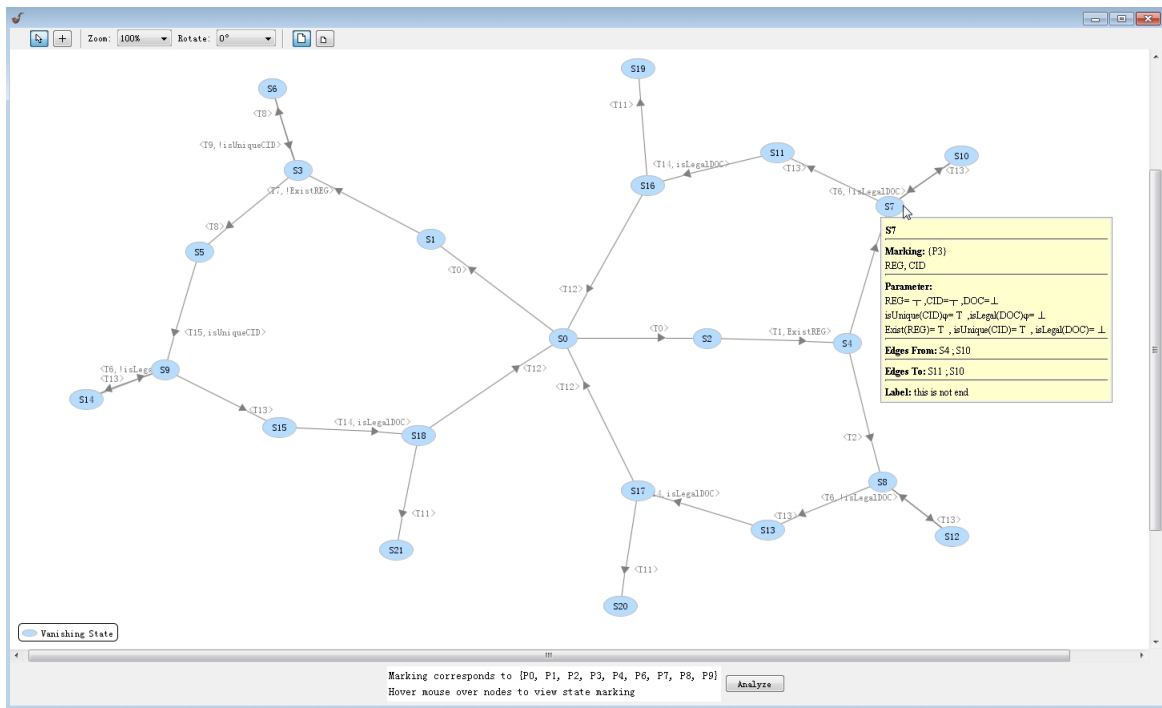 Zoom: 100% Rotate: 0°
S19
S6
<T8>
<T11>
<T9, !isUniqueCID>
S11
S10
<T14, isLegalDOC>
<T13>
<T13>
S3
S16
<T6, !isLegalDOC>
<T7, !ExistREG>
S7
<T8>
S1
S5
<T0>
<T12>
S7
Marking: {P3}
REG, CID
Parameter:
REG= ┬ ,CID=┬ ,DOC=⊥
isUnique(CID)φ= T ,isLegal(DOC)φ= ⊥
Exist(REG)= T , isUnique(CID)= T , isLegal(DOC)= ⊥
Edges From: S4 ; S10
Edges To: S11 ; S10
Label: this is not end
<T15, isUniqueCID>
<T0>
<T1, ExistREG>
S0
S2
S4
<T6, !isLega
<T13>
S9
<T12>
<T12>
S14
<T13>
S15
<T14, isLegalDOC>
S18
<T2>
S8
S17
4, isLegalDOC>
<T6, !isLegalDOC>
<T11>
<T13>
<T13>
S13
S12
S21
<T11>
S20
Vanishing State
Marking corresponds to {P0, P1, P2, P3, P4, P6, P7, P8, P9}
Hover mouse over nodes to view state marking
Analyze